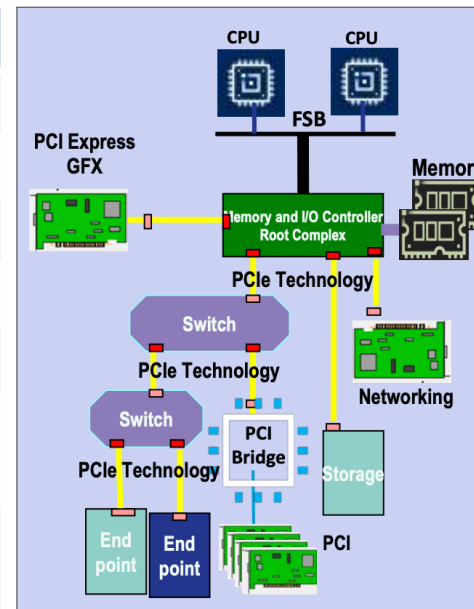 CPU
CPU
FSB
PCI Express
GFX
Memor
Memory and I/O Controller
Root Complex
PCIe Technology
Switch
Networking
PCIe Technology
Switch
PCI
Bridge
Storage
PCIe Technology
End
point
End
point
PCI